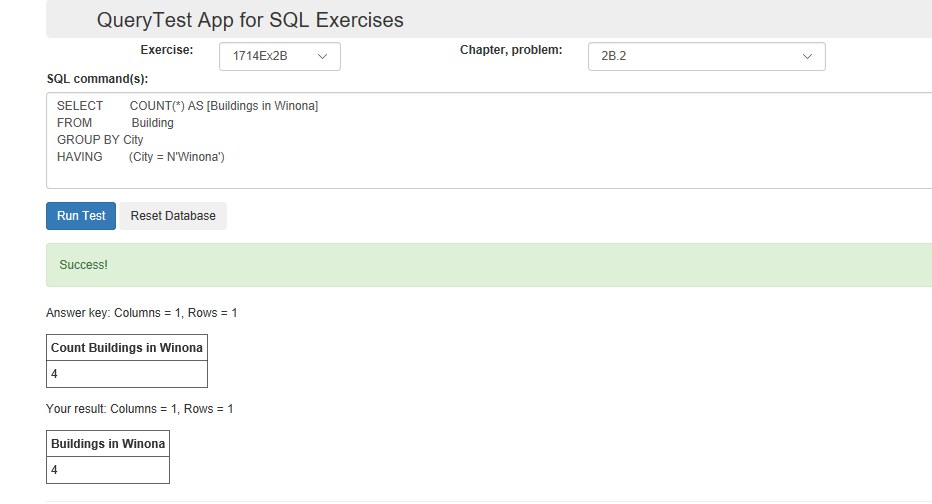 QueryTest App for SQL Exercises
Exercise: 1714Ex2B Chapter, problem: 2B.2
SQL command(s):
SELECT COUNT(*) AS [Buildings in Winona]
FROM Building
GROUP BY City
HAVING (City = N'Winona')
Run Test Reset Database
Success!
Answer key: Columns = 1, Rows = 1
Count Buildings in Winona
4
Your result: Columns = 1, Rows = 1
Buildings in Winona
4